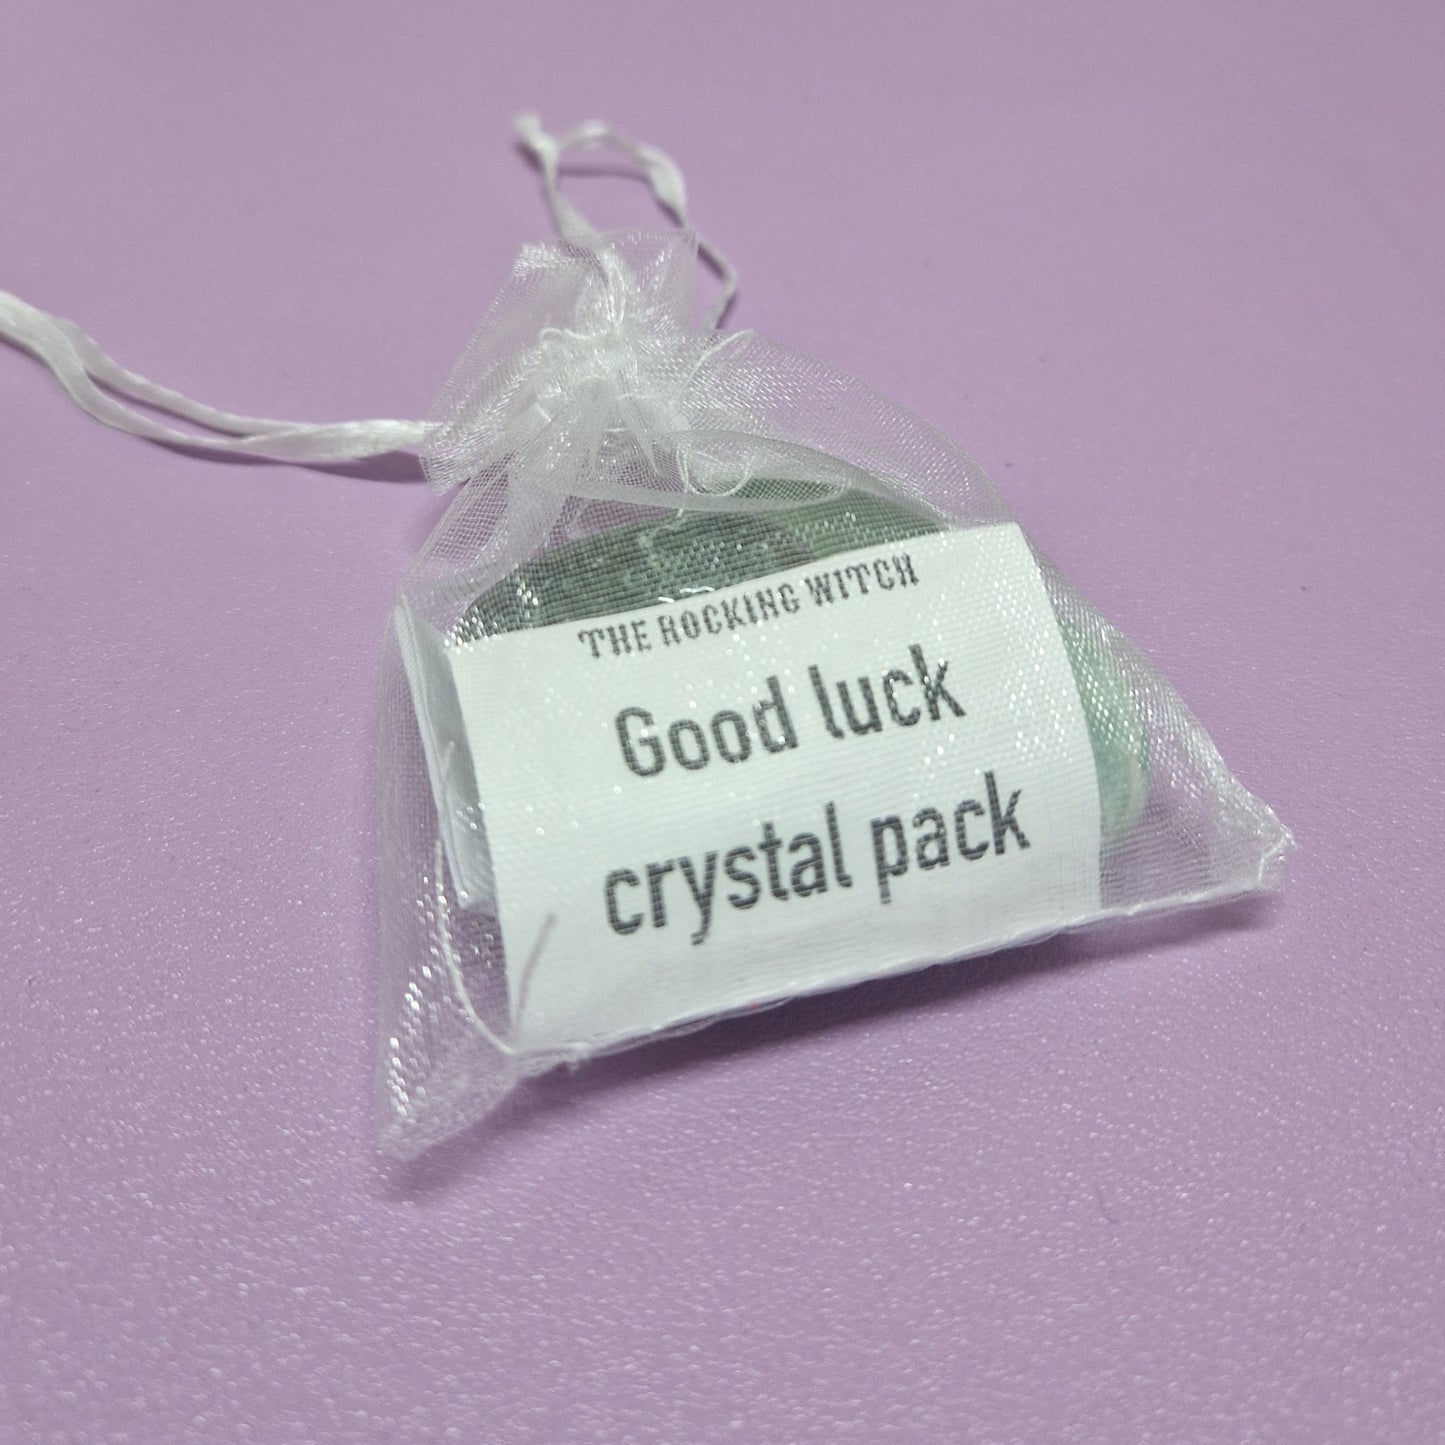 THE ROCKING WITCH
Good luck
crystal pack